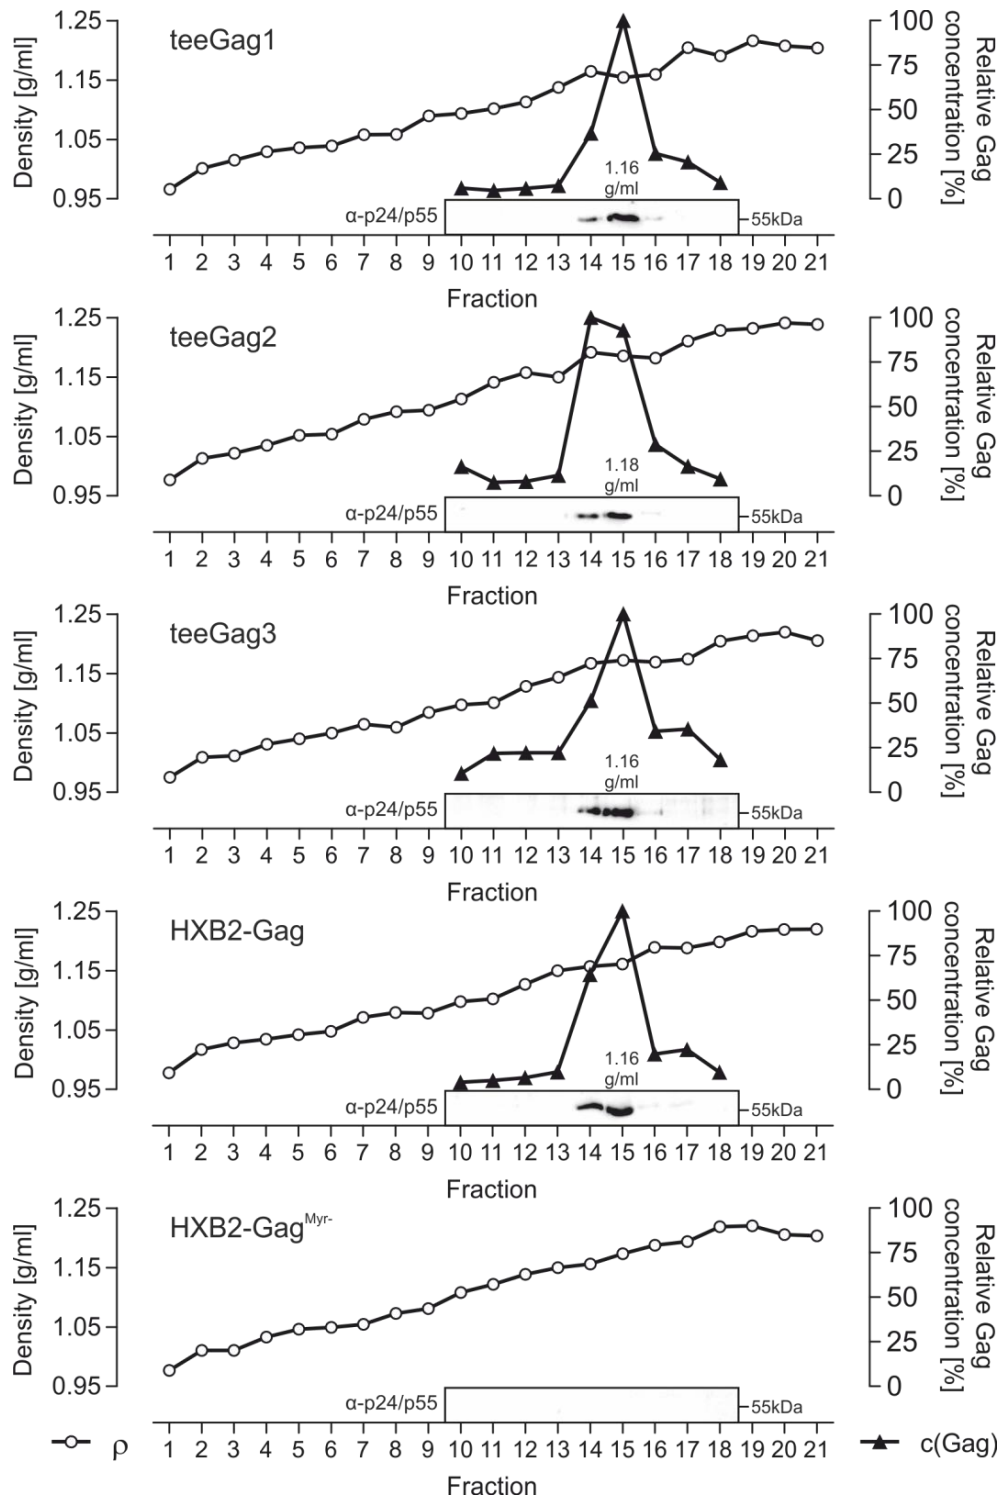 teeGag1
Density [g/ml]
1.25
1.15
1.05
0.95
100
75
50
25
0
Relative Gag
concentration [%]
1.16
g/ml
α-p24/p55
55kDa
1 2 3 4 5 6 7 8 9 10 11 12 13 14 15 16 17 18 19 20 21
Fraction
teeGag2
Density [g/ml]
1.25
1.15
1.05
0.95
100
75
50
25
0
Relative Gag
concentration [%]
1.18
g/ml
α-p24/p55
55kDa
1 2 3 4 5 6 7 8 9 10 11 12 13 14 15 16 17 18 19 20 21
Fraction
teeGag3
Density [g/ml]
1.25
1.15
1.05
0.95
100
75
50
25
0
Relative Gag
concentration [%]
1.16
g/ml
α-p24/p55
55kDa
1 2 3 4 5 6 7 8 9 10 11 12 13 14 15 16 17 18 19 20 21
Fraction
HXB2-Gag
Density [g/ml]
1.25
1.15
1.05
0.95
100
75
50
25
0
Relative Gag
concentration [%]
1.16
g/ml
α-p24/p55
55kDa
1 2 3 4 5 6 7 8 9 10 11 12 13 14 15 16 17 18 19 20 21
Fraction
HXB2-Gag Myr-
Density [g/ml]
1.25
1.15
1.05
0.95
100
75
50
25
0
Relative Gag
concentration [%]
α-p24/p55
55kDa
1 2 3 4 5 6 7 8 9 10 11 12 13 14 15 16 17 18 19 20 21
ρ
c(Gag)
Fraction